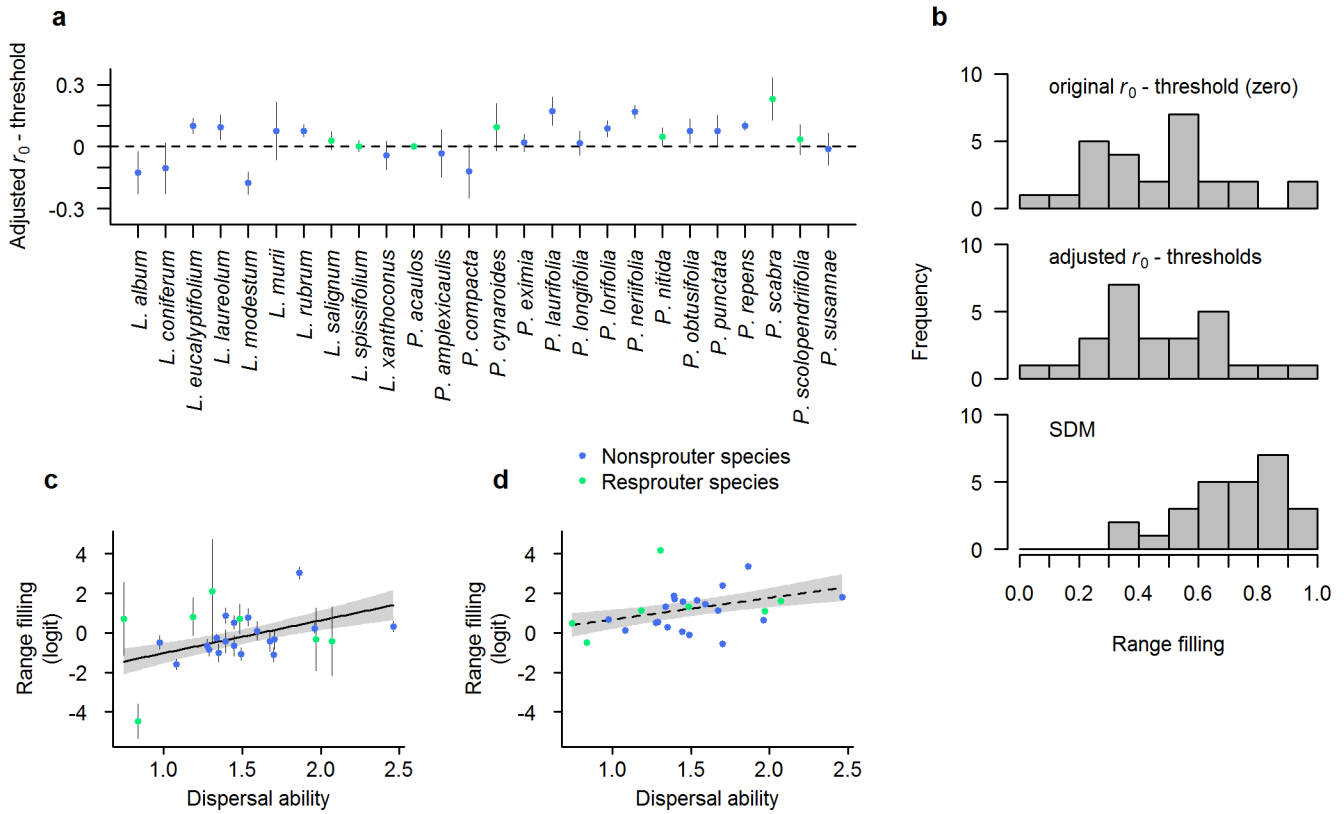 a
Adjusted r0 - threshold
0.3
0
-0.3
L. album
L. coniferum
L. eucalyptifolium
L. laureolum
L. modestum
L. murii
L. rubrum
L. salignum
L. spissifolium
L. xanthoconus
P. acaulos
P. amplexicaulis
P. compacta
P. cynaroides
P. eximia
P. laurifolia
P. longifolia
P. lorifolia
P. neriifolia
P. nitida
P. obtusifolia
P. punctata
P. repens
P. scabra
P. scolopendriifolia
P. susannae
b
Frequency
10
5
0
original r0 - threshold (zero)
10
5
0
adjusted r0 - thresholds
10
5
0
SDM
0.0
0.2
0.4
0.6
0.8
1.0
Range filling
Nonsprouter species
Resprouter species
c
Range filling
(logit)
4
2
0
-2
-4
1.0
1.5
2.0
2.5
Dispersal ability
d
Range filling
(logit)
4
2
0
-2
-4
1.0
1.5
2.0
2.5
Dispersal ability